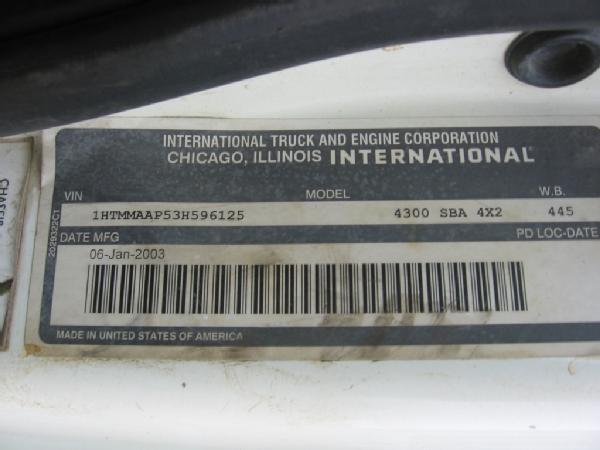 INTERNATIONAL TRUCK AND ENGINE CORPORATION
CHICAGO, ILLINOIS INTERNATIONAL®
VIN MODEL W.B.
1HTMMAAP53H596125 4300 SBA 4X2 445
DATE MFG PD LOC-DATE
06-Jan-2003
MADE IN UNITED STATES OF AMERICA
2029322C1